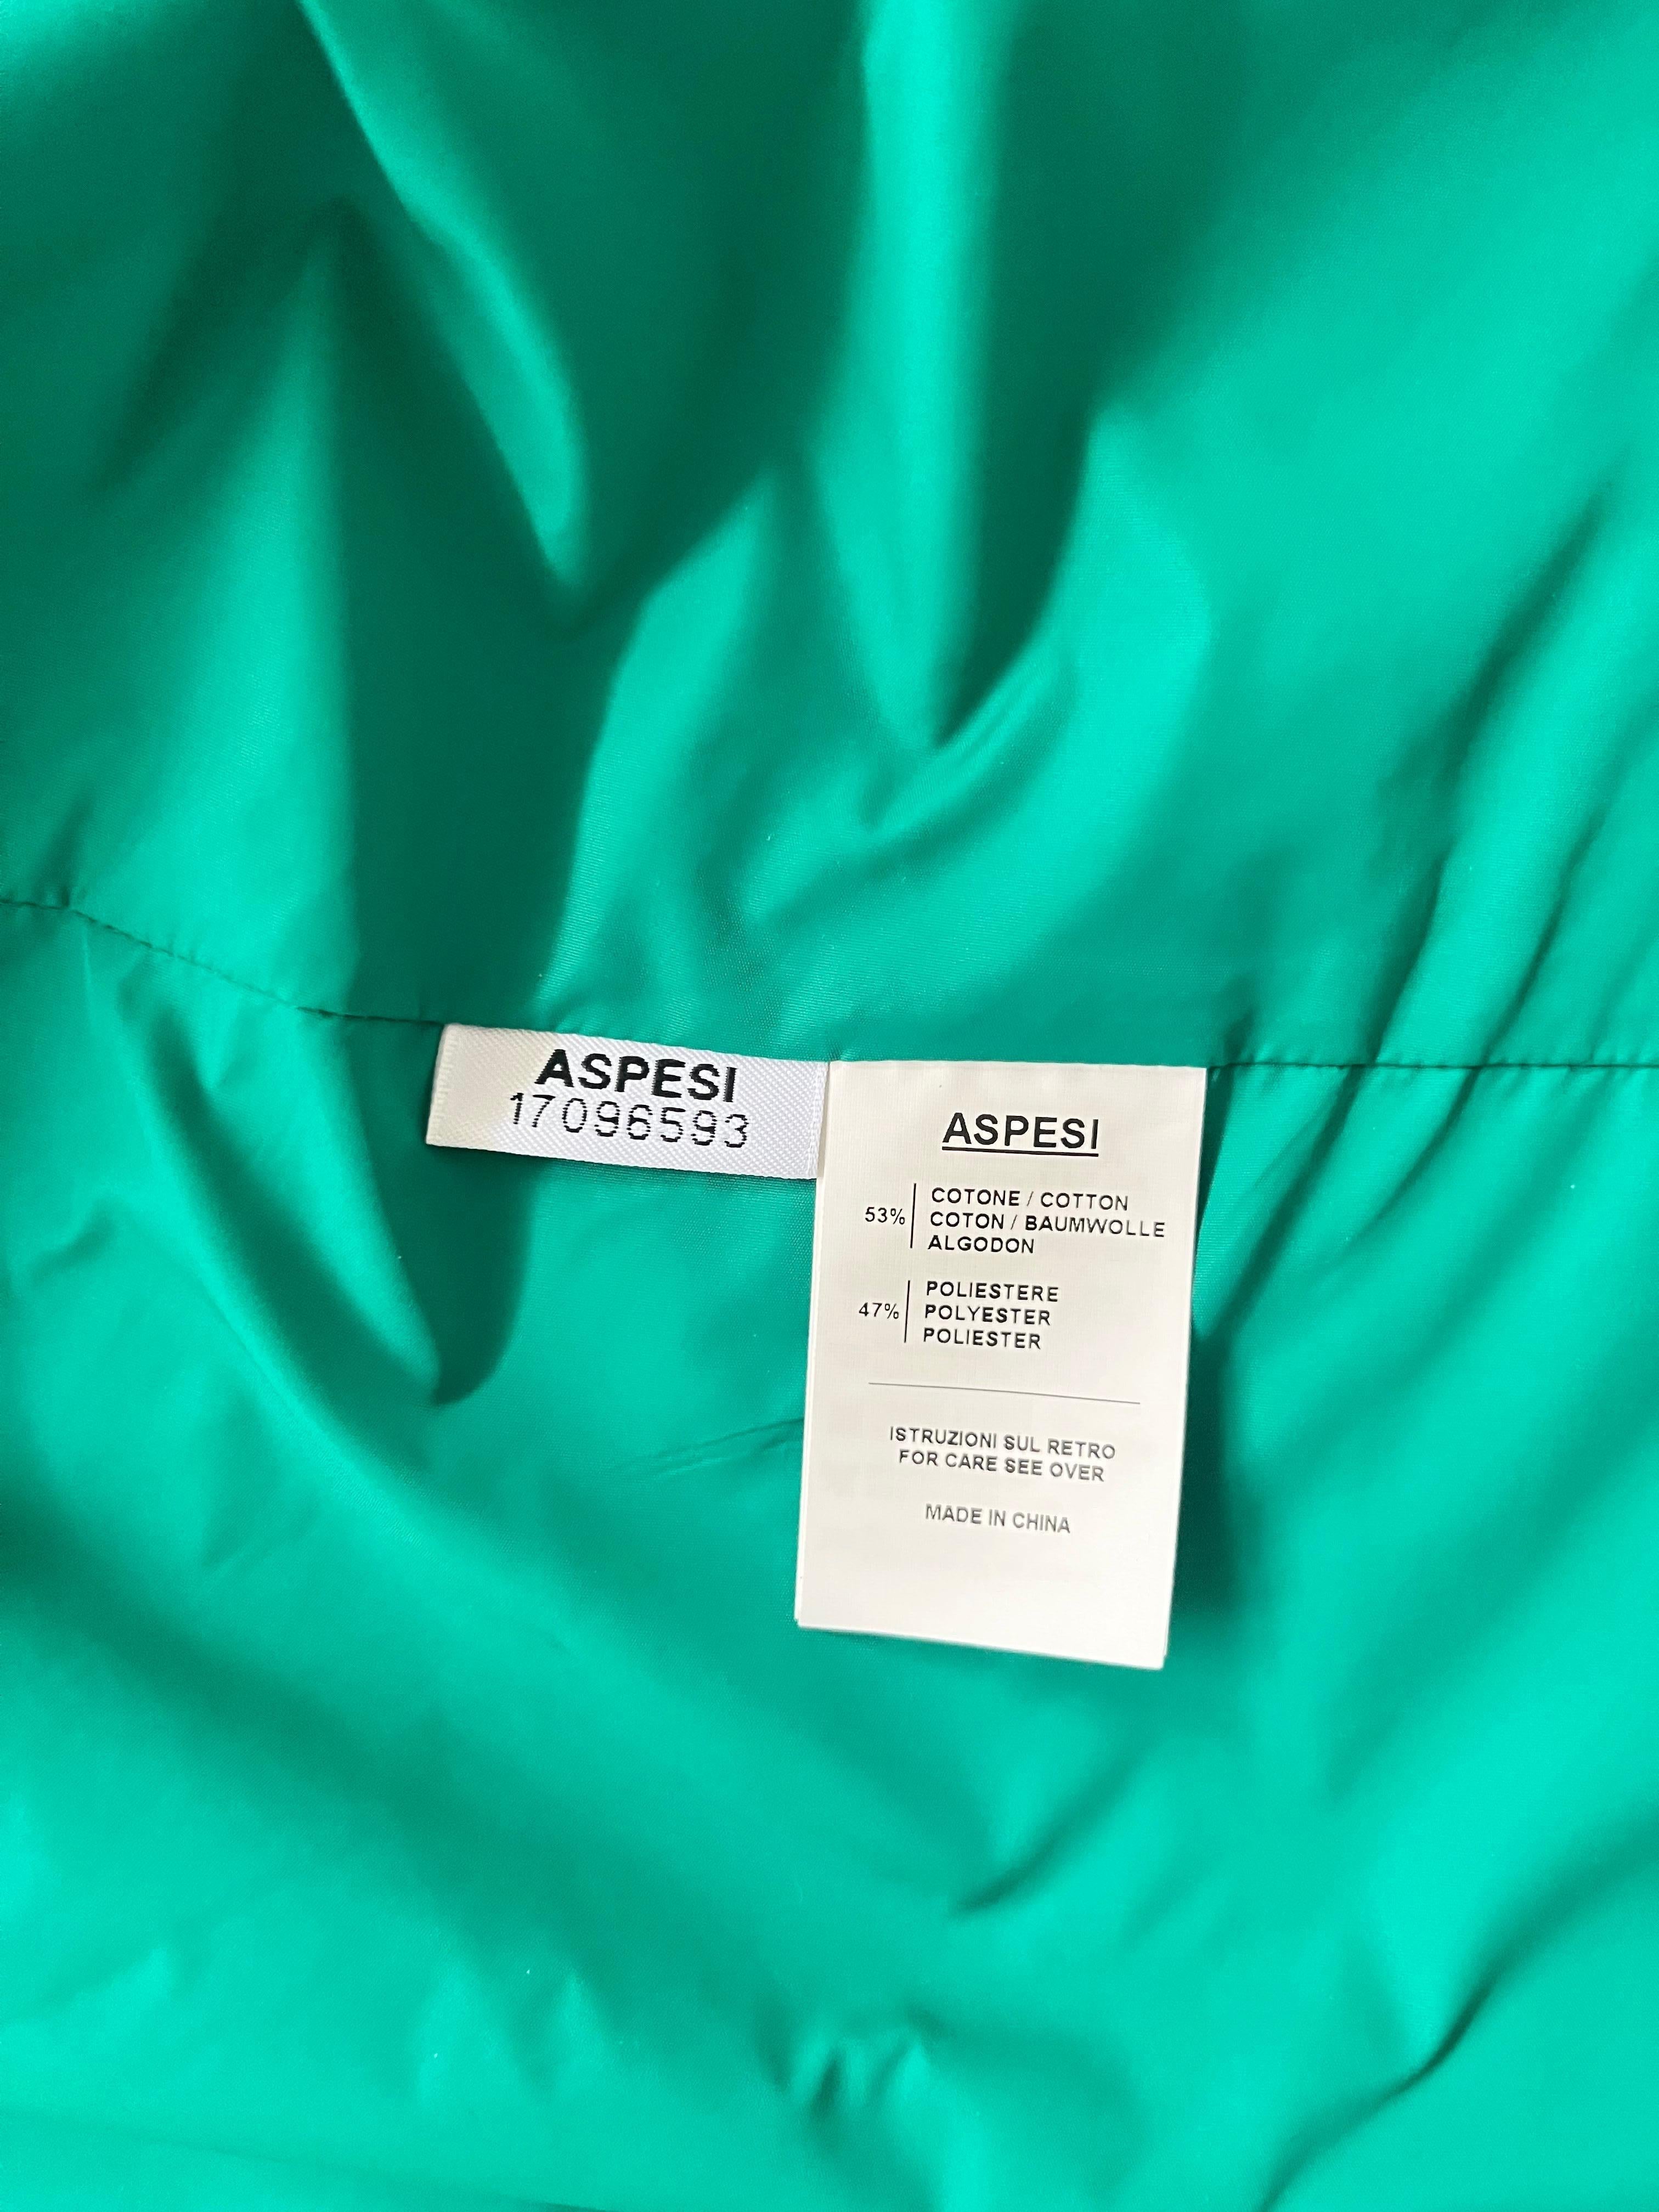 ASPESI
17096593
ASPESI
53%
COTONE / COTTON
COTON / BAUMWOLLE
ALGODON
47%
POLIESTERE
POLYESTER
POLIESTER
ISTRUZIONI SUL RETRO
FOR CARE SEE OVER
MADE IN CHINA